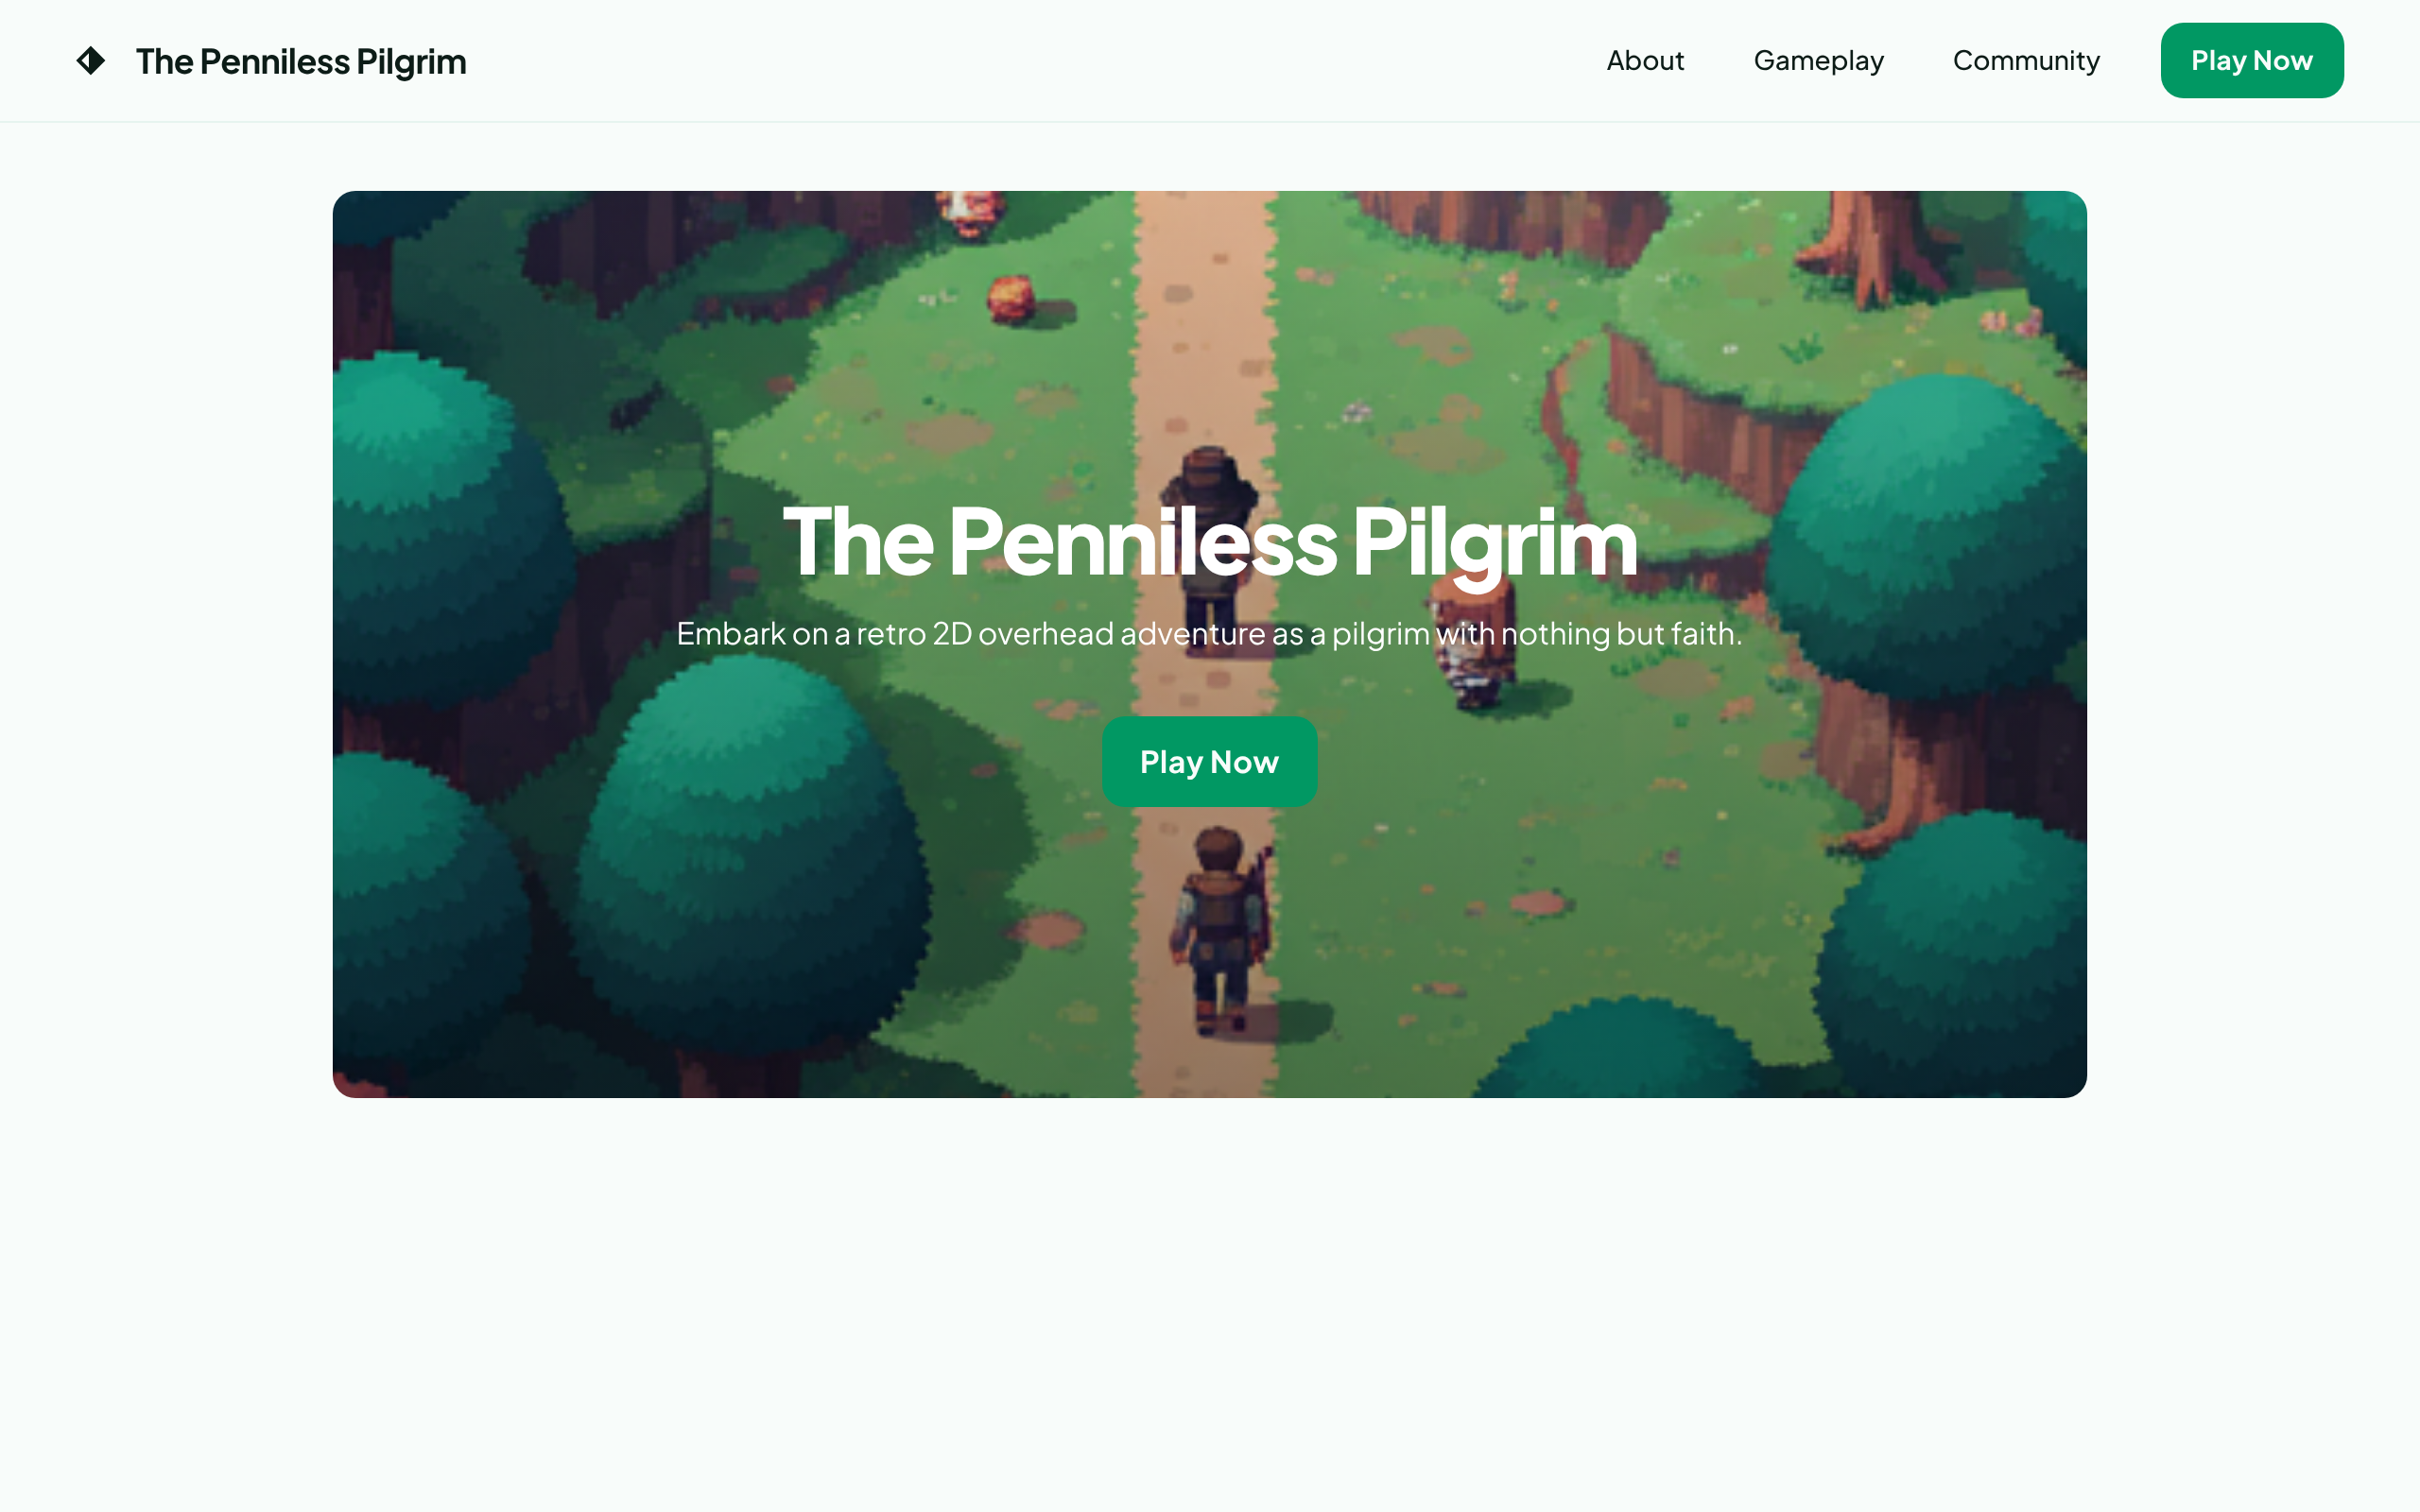 The Penniless Pilgrim
About
Gameplay
Community
Play Now
The Penniless Pilgrim
Embark on a retro 2D overhead adventure as a pilgrim with nothing but faith.
Play Now